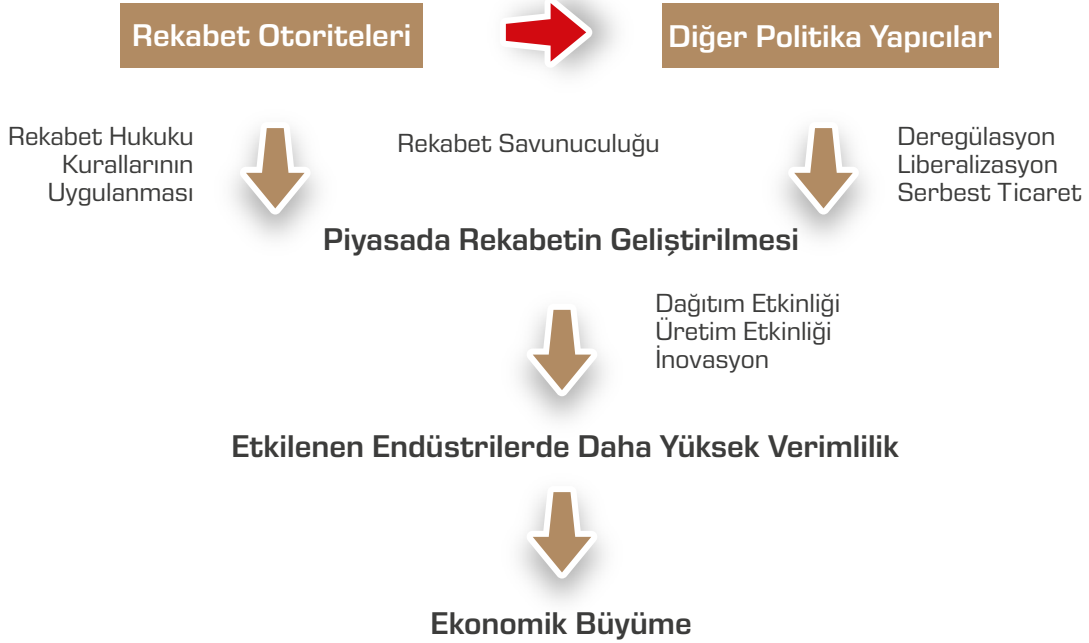 Rekabet Otoriteleri
Diğer Politika Yapıcılar
Rekabet Hukuku
Kurallarının
Uygulanması
Rekabet Savunuculuğu
Deregülasyon
Liberalizasyon
Serbest Ticaret
Piyasada Rekabetin Geliştirilmesi
Dağıtım Etkinliği
Üretim Etkinliği
İnovasyon
Etkilenen Endüstrilerde Daha Yüksek Verimlilik
Ekonomik Büyüme